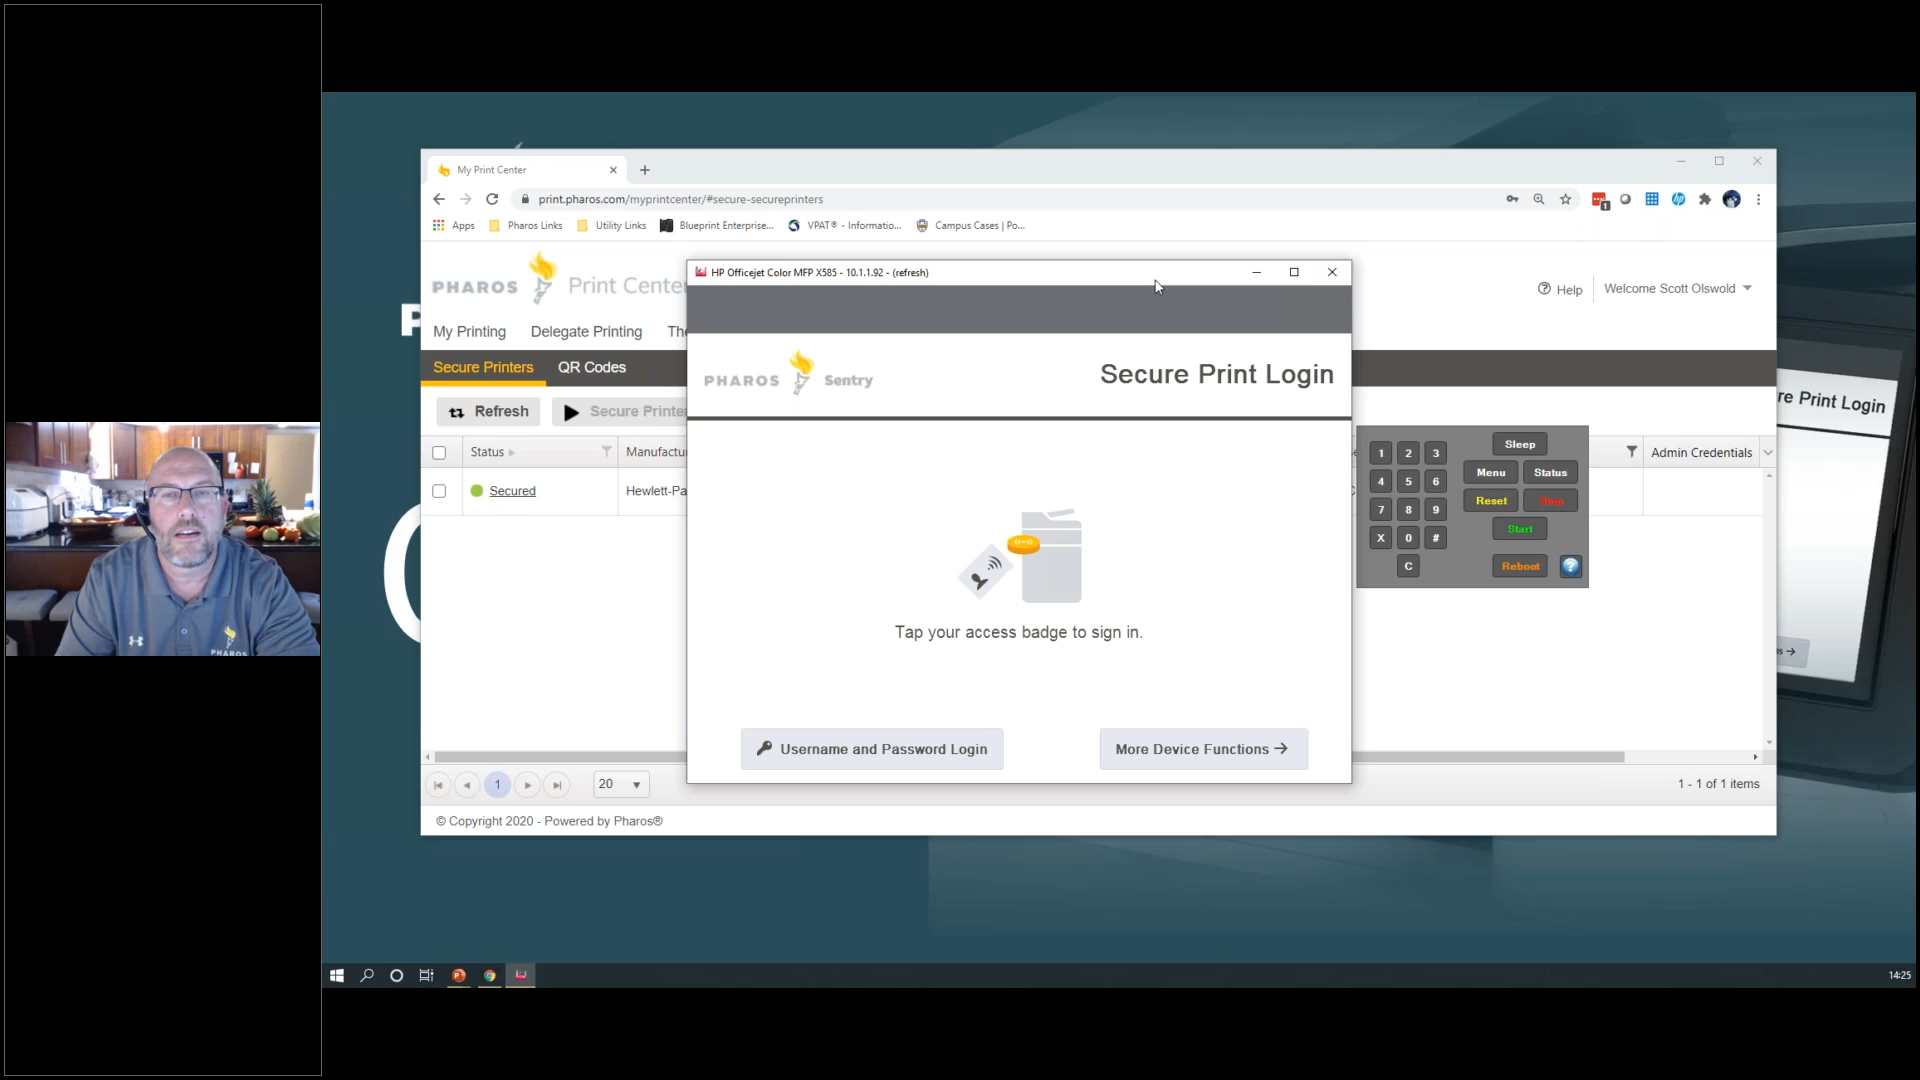 My Print Center
print.pharos.com/myprintcenter/#secure-secureprinters
1
Apps
Pharos Links
Utility Links
Blueprint Enterprise...
VPAT® - Informatio...
Campus Cases | Po...
PHAROS Print Cente
Help
Welcome Scott Olswold
My Printing
Delegate Printing
The
Secure Printers
QR Codes
Refresh
Secure Printe
Status
Manufactu
Admin Credentials
Secured
Hewlett-Pa
HP Officejet Color MFP X585 - 10.1.1.92 - (refresh)
PHAROS Sentry
Secure Print Login
Tap your access badge to sign in.
Username and Password Login
More Device Functions
1 2 3
4 5 6
7 8 9
X 0 #
C
Sleep
Menu
Status
Reset
Stop
Start
Reboot
?
re Print Login
s
1
20
1 - 1 of 1 items
© Copyright 2020 - Powered by Pharos®
PHAROS
14:25